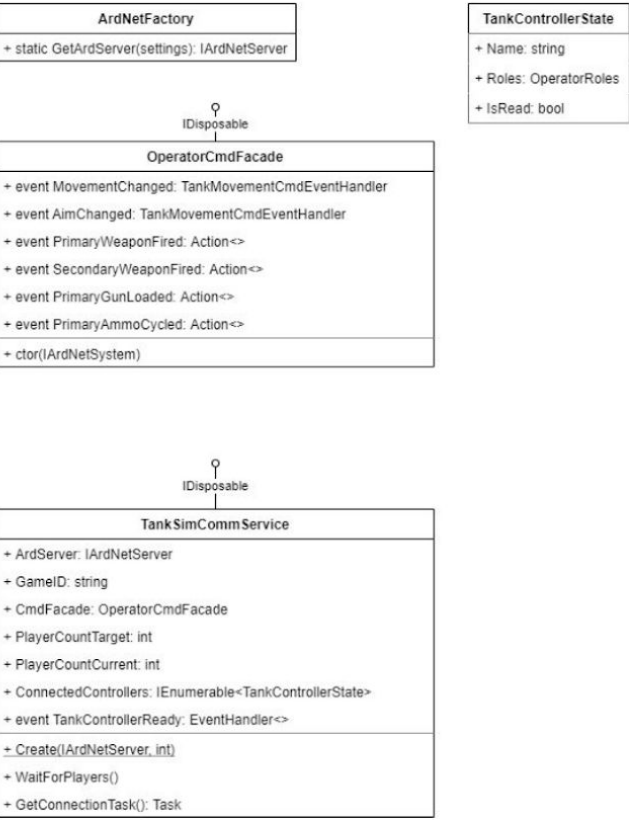 ArdNetFactory
+ static GetArdServer(settings): IArdNetServer
TankControllerState
+ Name: string
+ Roles: OperatorRoles
+ IsRead: bool
IDisposable
OperatorCmdFacade
+ event MovementChanged: TankMovementCmdEventHandler
+ event AimChanged: TankMovementCmdEventHandler
+ event PrimaryWeaponFired: Action<>
+ event SecondaryWeaponFired: Action<>
+ event PrimaryGunLoaded: Action<>
+ event PrimaryAmmoCycled: Action<>
+ ctor(IArdNetSystem)
IDisposable
TankSimCommService
+ ArdServer: IArdNetServer
+ GameID: string
+ CmdFacade: OperatorCmdFacade
+ PlayerCountTarget: int
+ PlayerCountCurrent: int
+ ConnectedControllers: IEnumerable<TankControllerState>
+ event TankControllerReady: EventHandler<>
+ Create(IArdNetServer, int)
+ WaitForPlayers()
+ GetConnectionTask(): Task